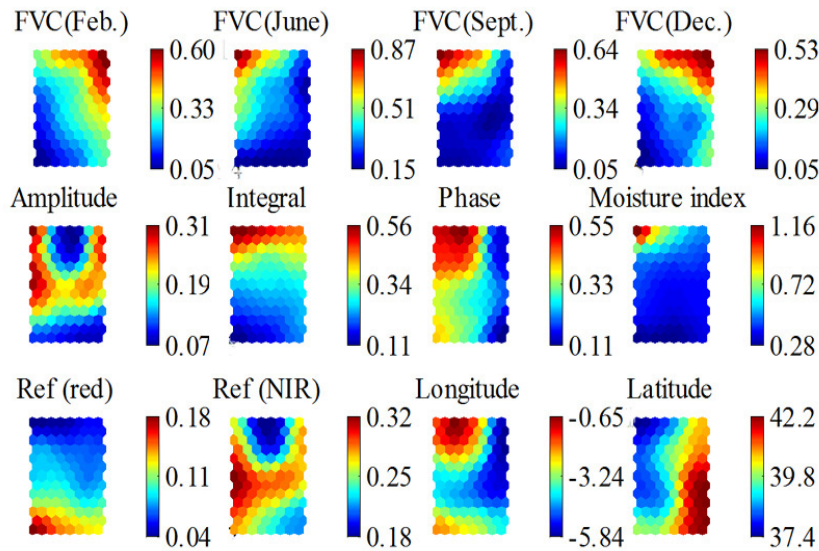 FVC(Feb.) FVC(June) FVC(Sept.) FVC(Dec.)
0.60 0.87 0.64 0.53
0.33 0.51 0.34 0.29
0.05 0.15 0.05 0.05
Amplitude Integral Phase Moisture index
0.31 0.56 0.55 1.16
0.19 0.34 0.33 0.72
0.07 0.11 0.11 0.28
Ref (red) Ref (NIR) Longitude Latitude
0.18 0.32 -0.65 42.2
0.11 0.25 -3.24 39.8
0.04 0.18 -5.84 37.4